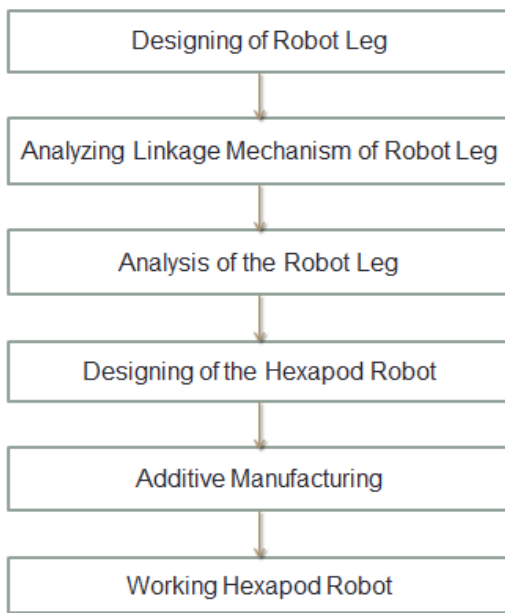 Designing of Robot Leg
Analyzing Linkage Mechanism of Robot Leg
Analysis of the Robot Leg
Designing of the Hexapod Robot
Additive Manufacturing
Working Hexapod Robot